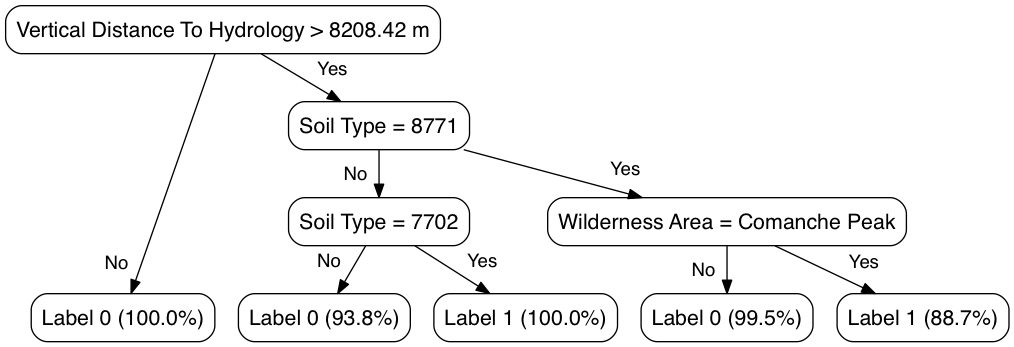 Vertical Distance To Hydrology > 8208.42 m
Yes
Soil Type = 8771
No
Yes
Soil Type = 7702
Wilderness Area = Comanche Peak
No
No
Yes
No
Yes
Label 0 (100.0%)
Label 0 (93.8%)
Label 1 (100.0%)
Label 0 (99.5%)
Label 1 (88.7%)